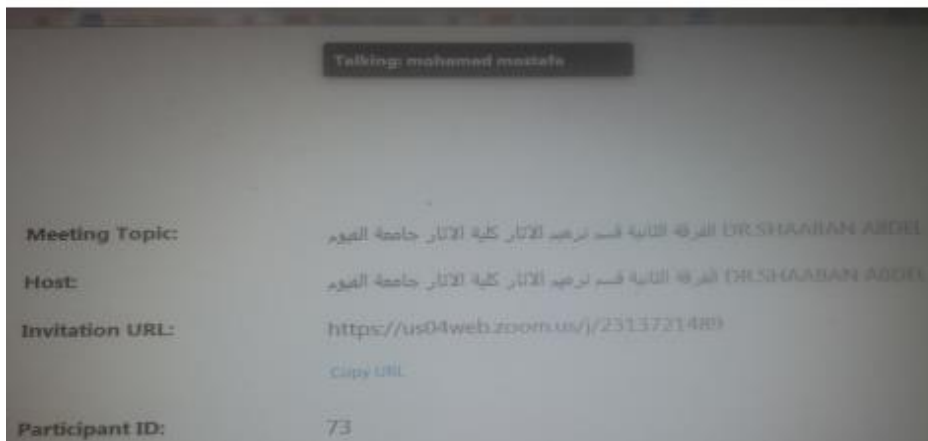 Talking: mohamed mostafa
Meeting Topic: DR.SHAABAN ABDEL الفرقة الثانية قسم ترميم الاثار كلية الاثار جامعة الفيوم
Host: DR.SHAABAN ABDEL الفرقة الثانية قسم ترميم الاثار كلية الاثار جامعة الفيوم
Invitation URL: https://us04web.zoom.us/j/2313721489
Copy URL
Participant ID: 73